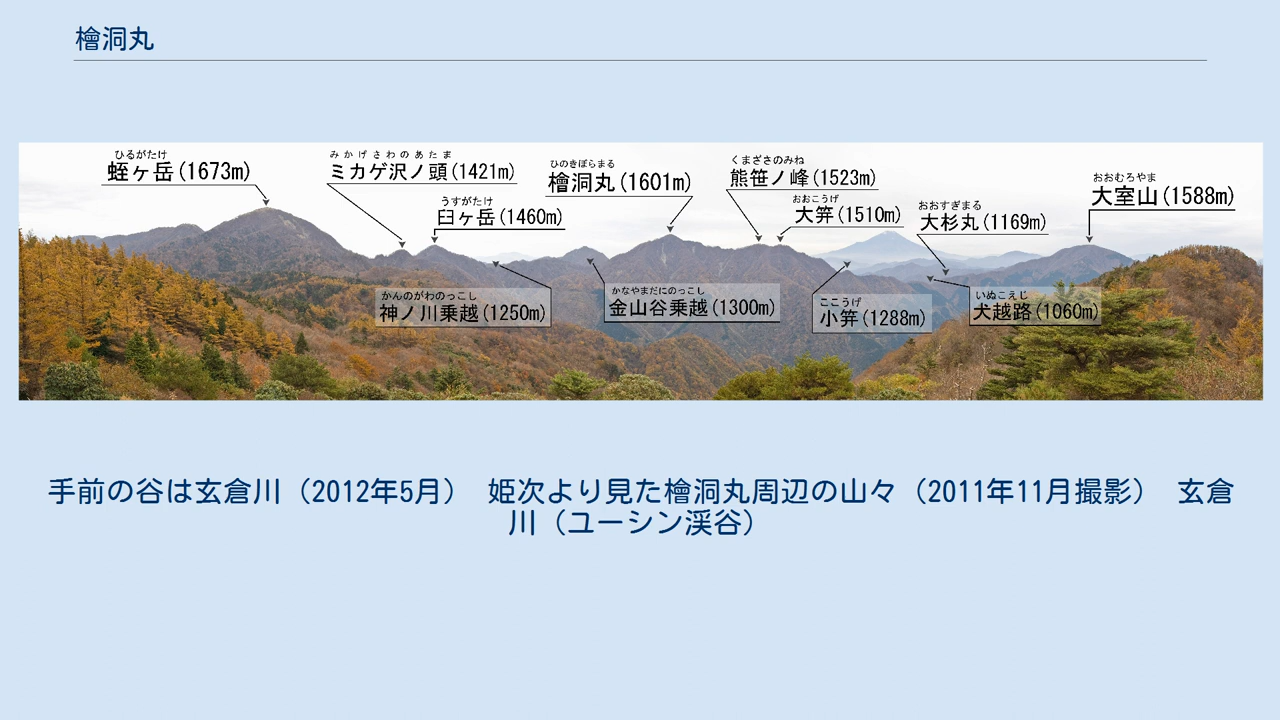 檜洞丸
ひるがたけ
蛭ヶ岳(1673m)
みかげさわのあたま
ミカゲ沢ノ頭(1421m)
うすがたけ
臼ヶ岳(1460m)
ひのきぼらまる
檜洞丸(1601m)
くまざさのみね
熊笹ノ峰(1523m)
おおこうげ
大笄(1510m)
おおすぎまる
大杉丸(1169m)
おおむろやま
大室山(1588m)
かんのがわのっこし
神ノ川乗越(1250m)
かなやまだにのっこし
金山谷乗越(1300m)
ここうげ
小笄(1288m)
いぬこえじ
犬越路(1060m)
手前の谷は玄倉川（2012年5月） 姫次より見た檜洞丸周辺の山々（2011年11月撮影） 玄倉
川（ユーシン渓谷）